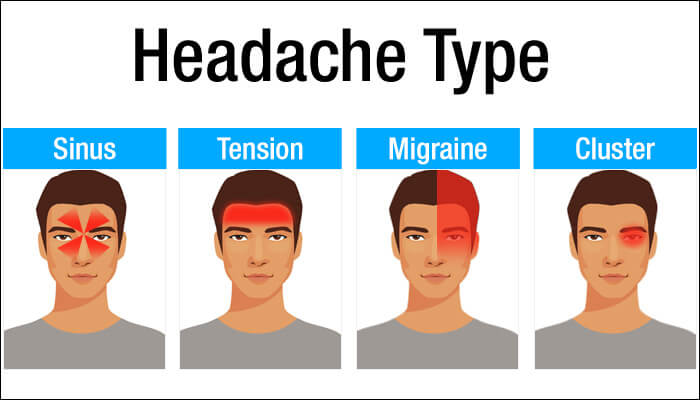 Headache Type
Sinus
Tension
Migraine
Cluster